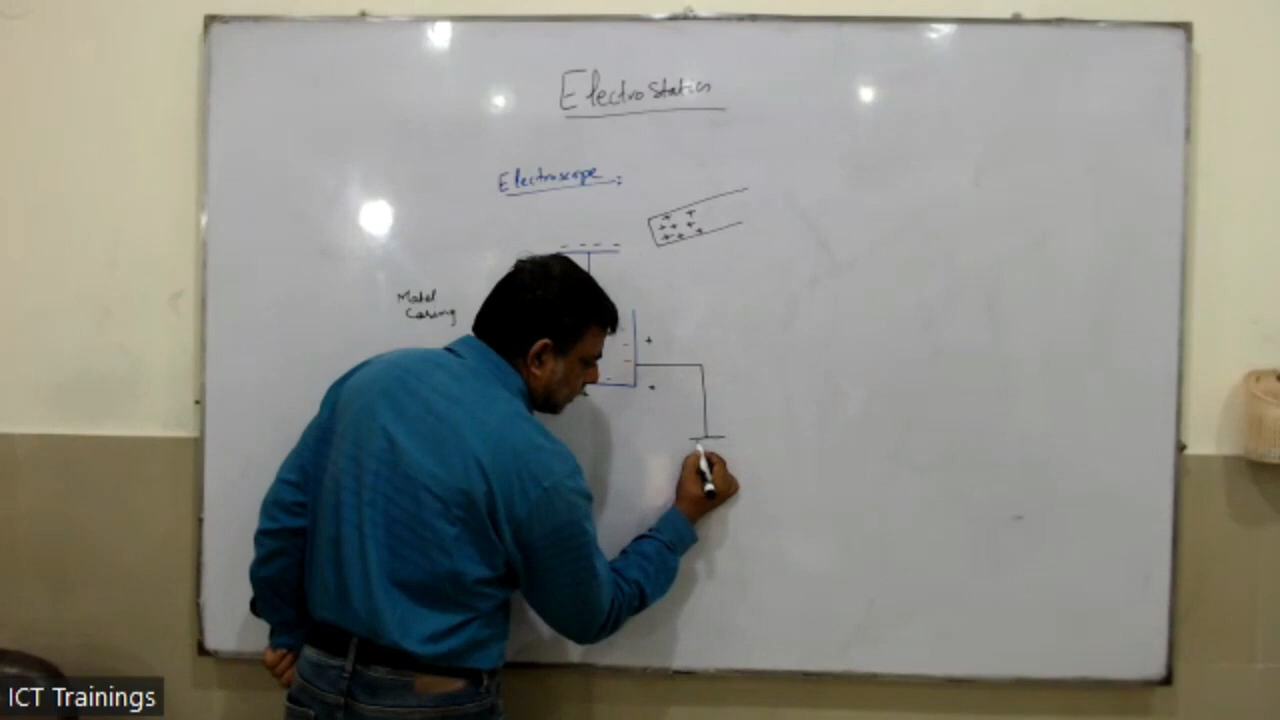 Electrostatics
Electroscope :
- - - -
+ +
+ + +
+ + +
Metal
Casing
- +
-
- +
ICT Trainings